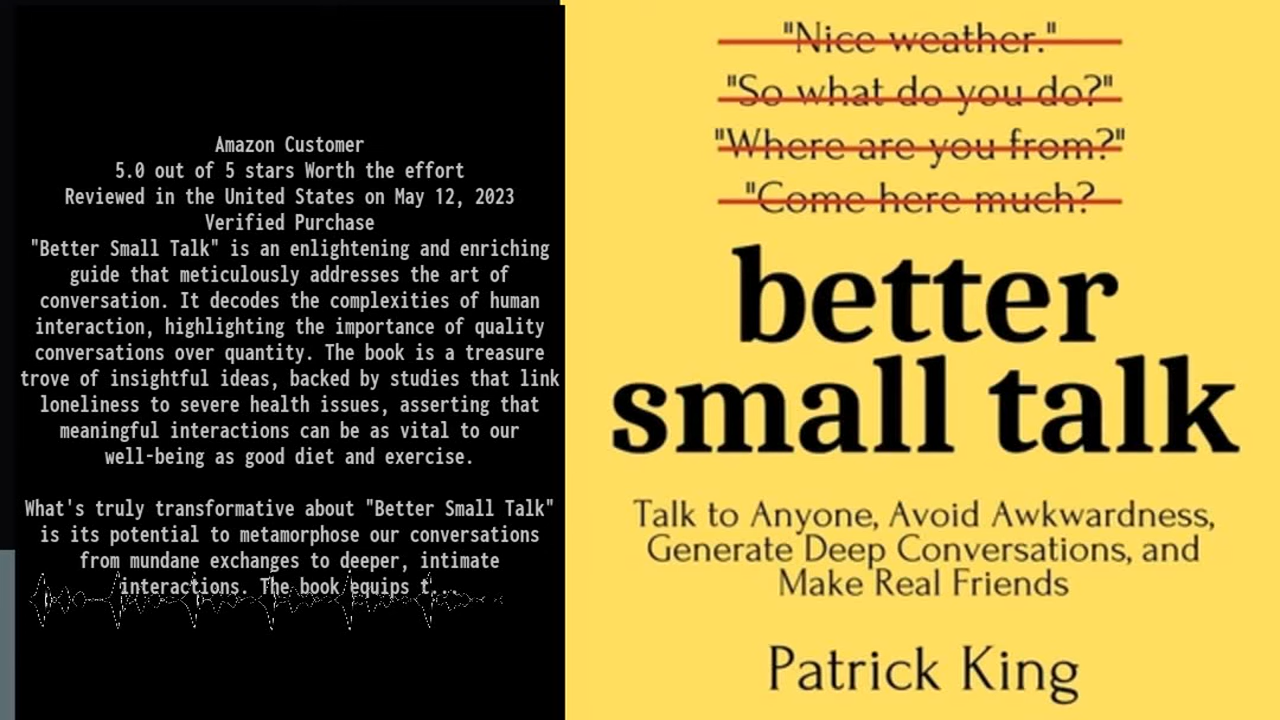 Amazon Customer
5.0 out of 5 stars Worth the effort
Reviewed in the United States on May 12, 2023
Verified Purchase
"Better Small Talk" is an enlightening and enriching
guide that meticulously addresses the art of
conversation. It decodes the complexities of human
interaction, highlighting the importance of quality
conversations over quantity. The book is a treasure
trove of insightful ideas, backed by studies that link
loneliness to severe health issues, asserting that
meaningful interactions can be as vital to our
well-being as good diet and exercise.
What's truly transformative about "Better Small Talk"
is its potential to metamorphose our conversations
from mundane exchanges to deeper, intimate
interactions. The book equips t...
"Nice weather."
"So what do you do?"
"Where are you from?"
"Come here much?
better
small talk
Talk to Anyone, Avoid Awkwardness,
Generate Deep Conversations, and
Make Real Friends
Patrick King